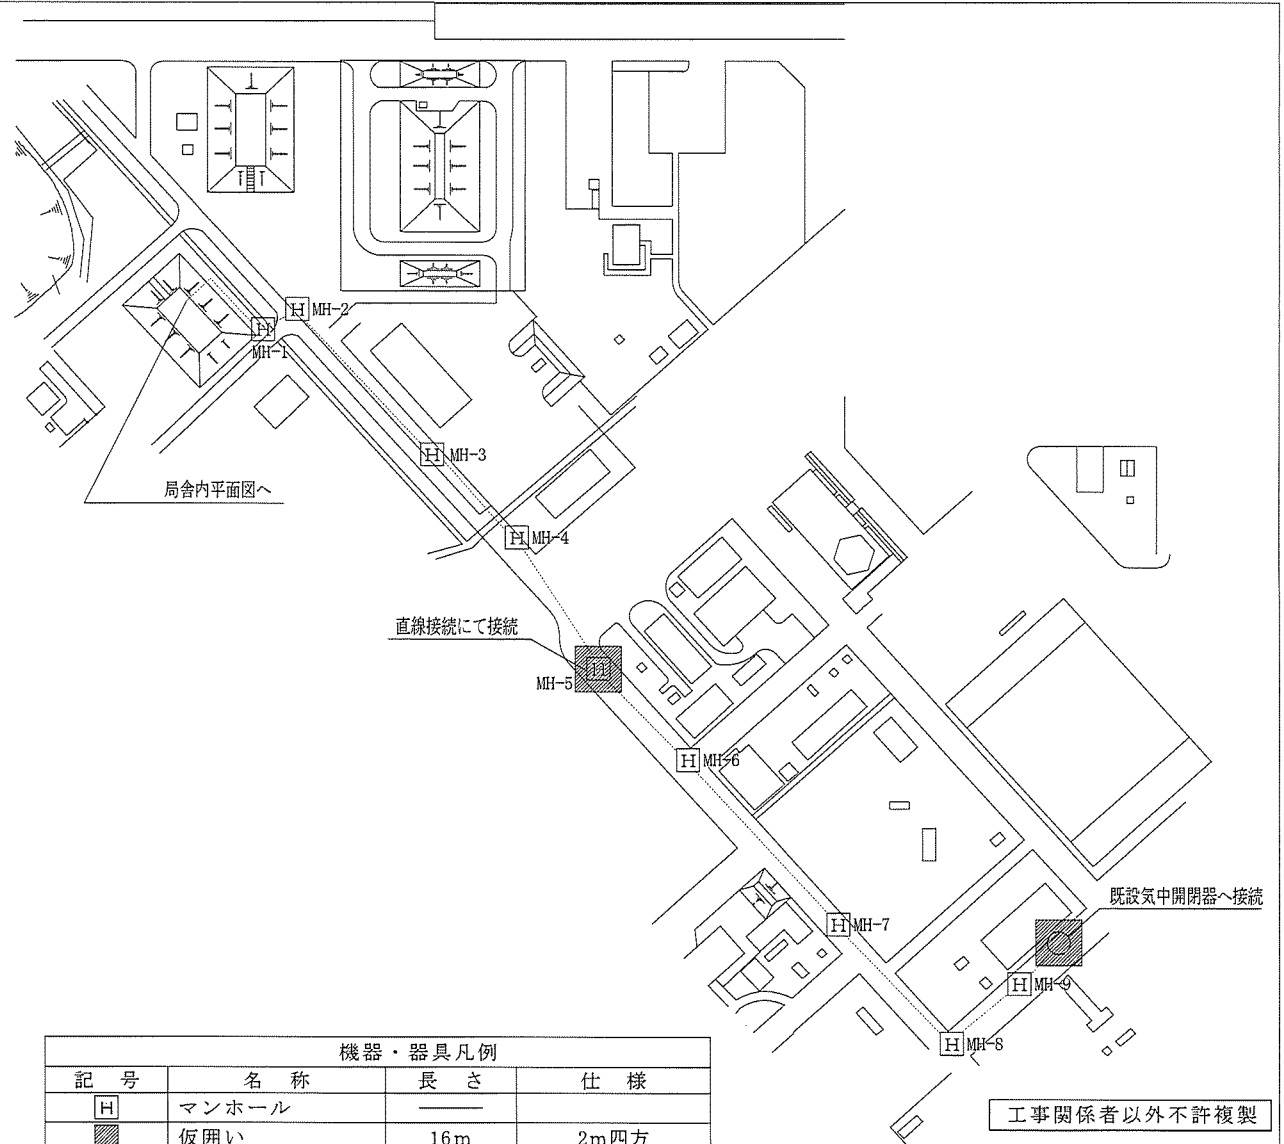 MH-2
MH-1
MH-3
局舎内平面図へ
MH-4
直線接続にて接続
MH-5
MH-6
既設気中開閉器へ接続
MH-7
MH-9
MH-8
機器・器具凡例
記号 名称 長さ 仕様
H マンホール ――
仮囲い 16m 2m四方
工事関係者以外不許複製